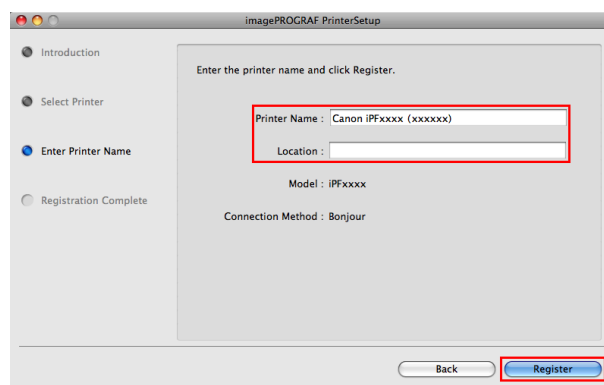 imagePROGRAF PrinterSetup
Introduction
Select Printer
Enter Printer Name
Registration Complete
Enter the printer name and click Register.
Printer Name : Canon iPFxxxx (xxxxxx)
Location :
Model : iPFxxxx
Connection Method : Bonjour
Back Register